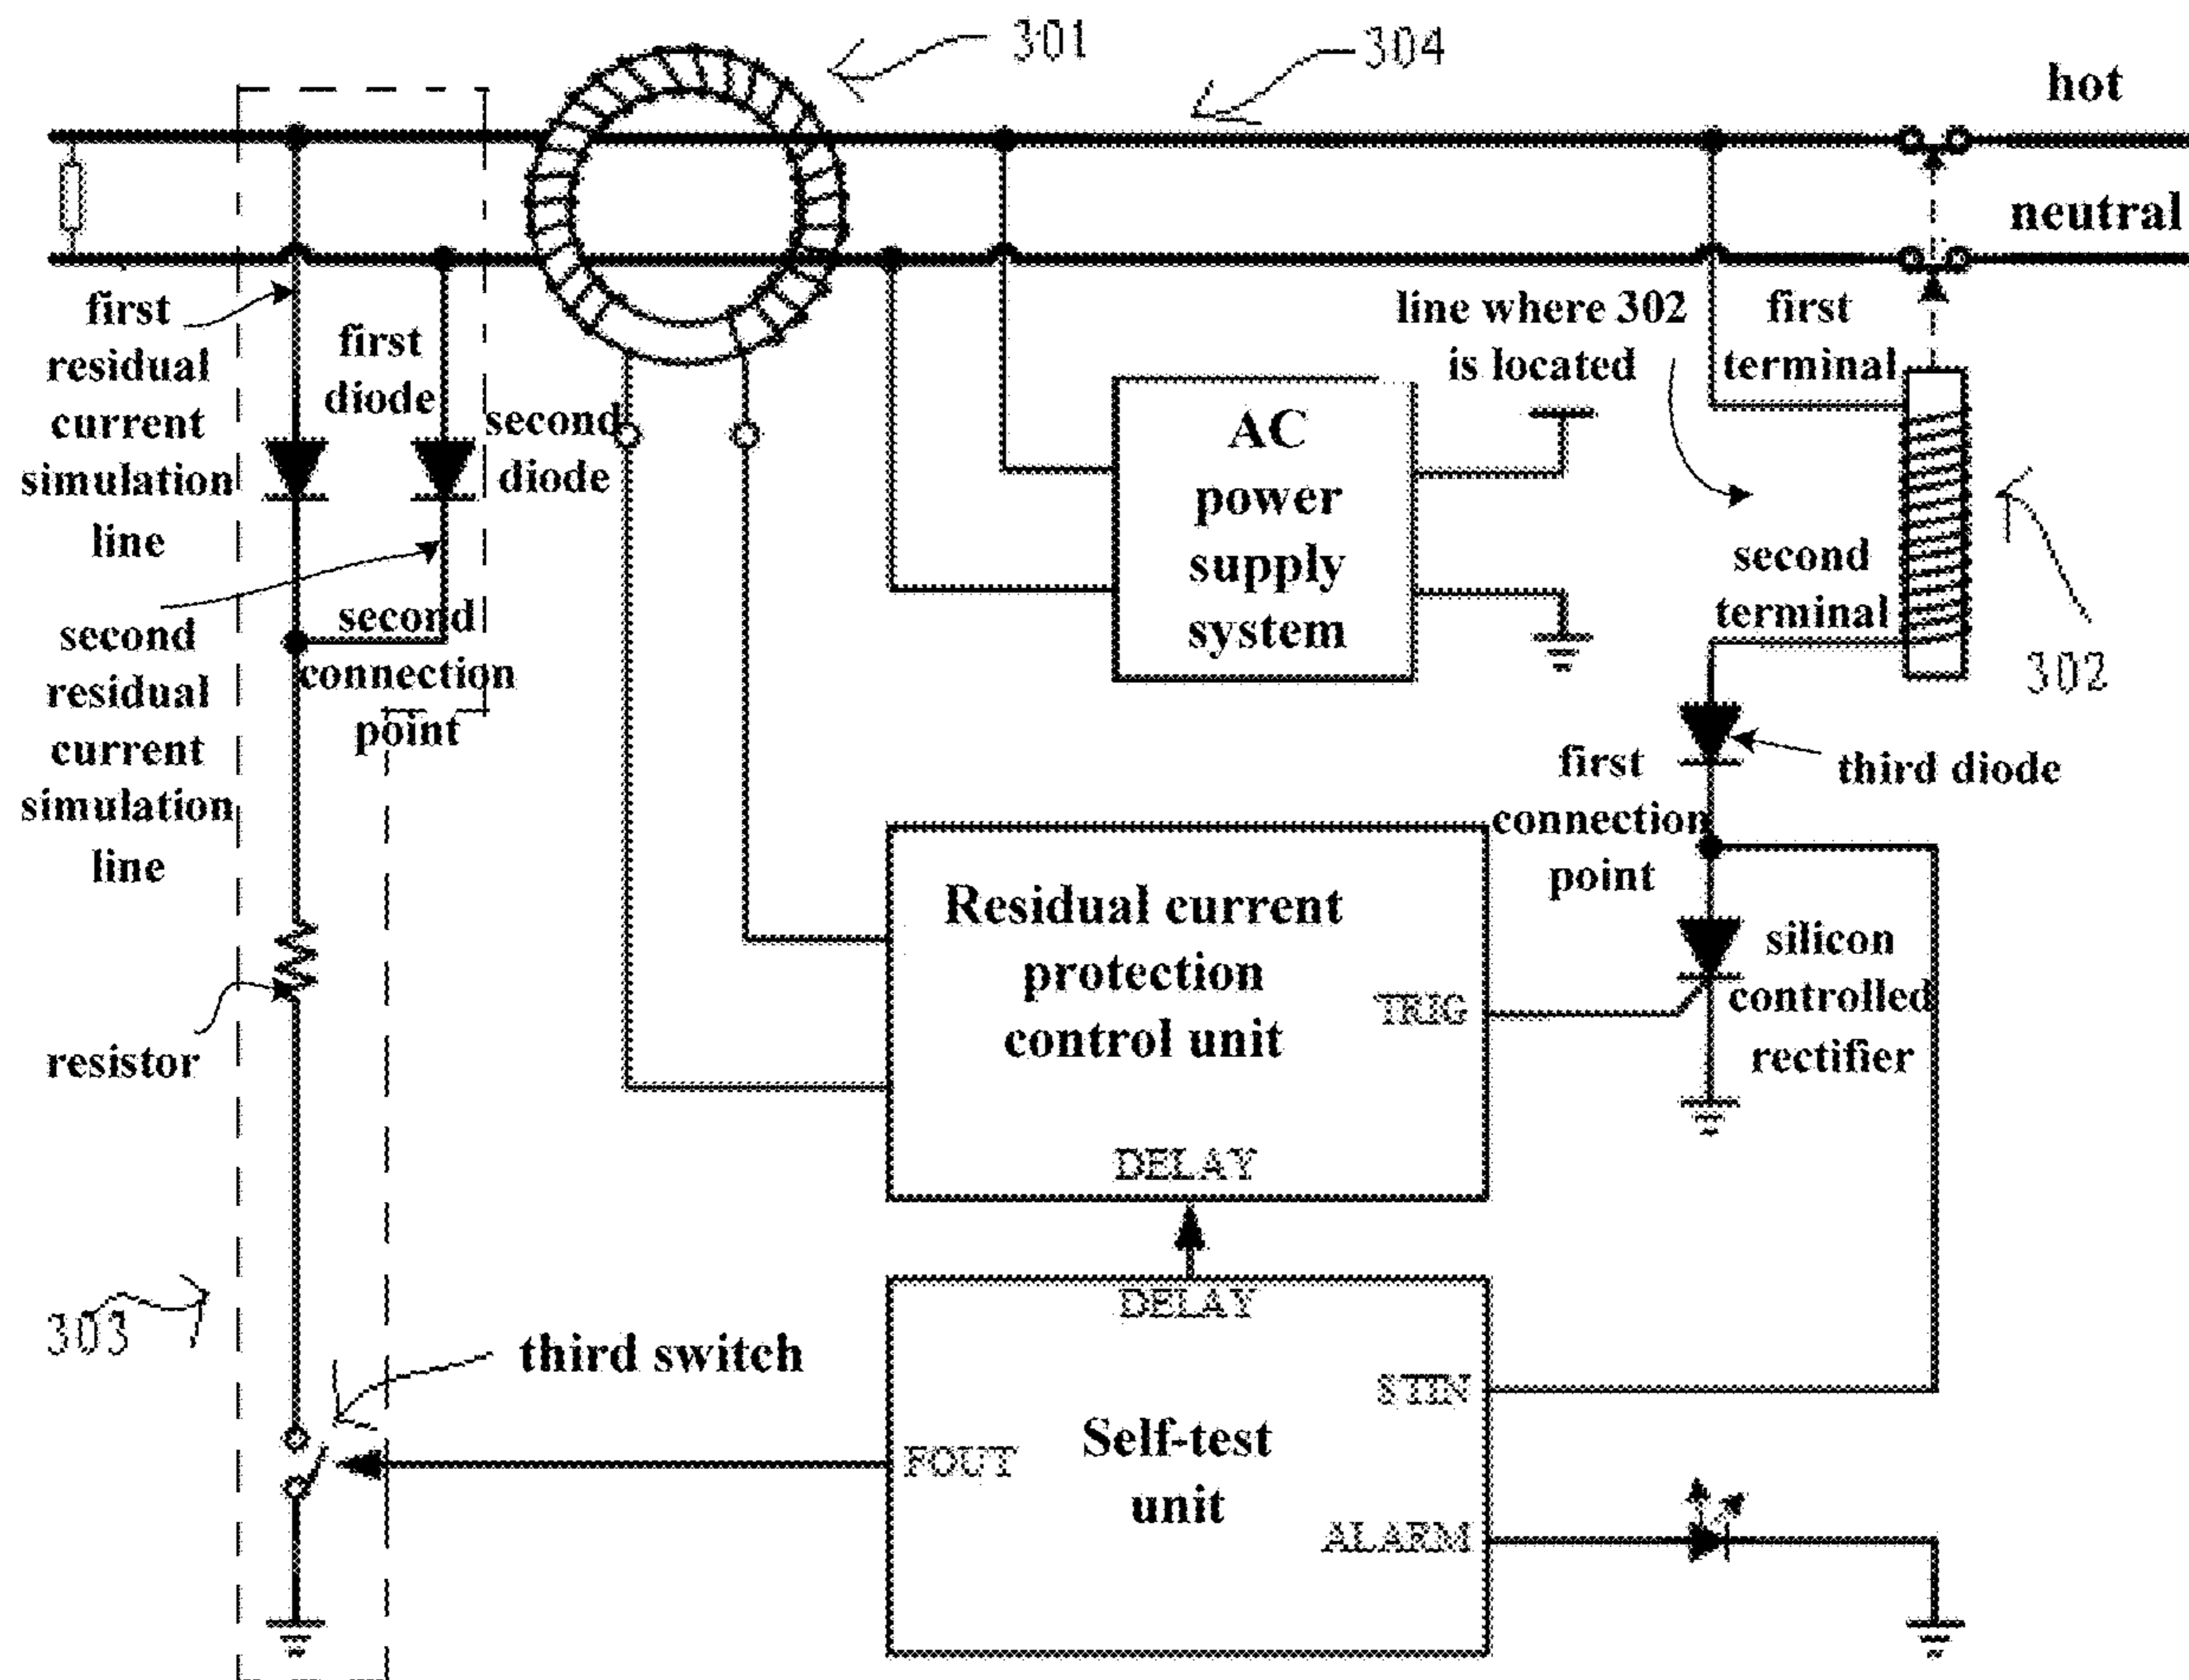 301
304
hot
neutral
first
residual
current
simulation
line
first
diode
second
diode
second
residual
current
simulation
line
second
connection
point
resistor
303
third switch
AC
power
supply
system
line where 302
is located
first
terminal
second
terminal
302
third diode
first
connection
point
silicon
controlled
rectifier
Residual current
protection
control unit
TRIG
DELAY
DELAY
STIN
Self-test
unit
FOUT
ALARM